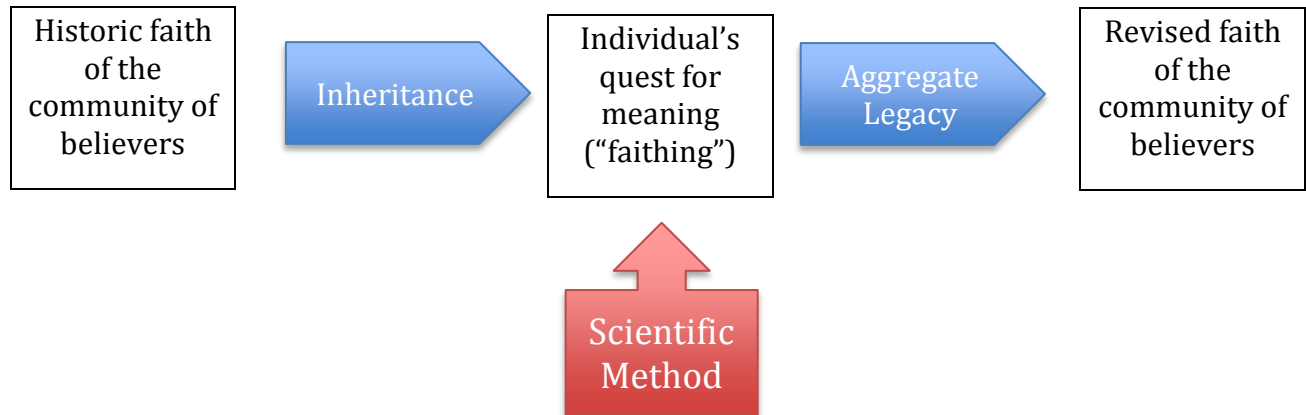 Historic faith
of the
community of
believers
Inheritance
Individual’s
quest for
meaning
(“faithing”)
Aggregate
Legacy
Revised faith
of the
community of
believers
Scientific
Method